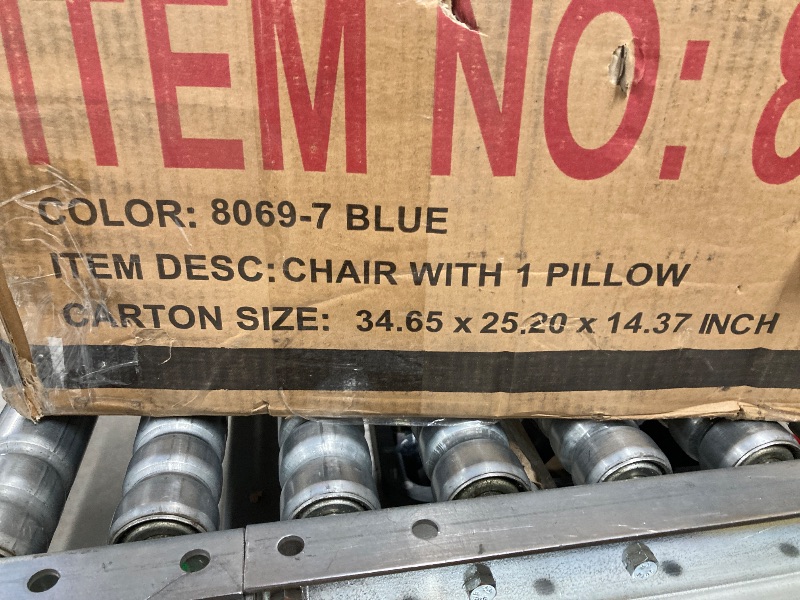 ITEM NO: 8
COLOR: 8069-7 BLUE
ITEM DESC: CHAIR WITH 1 PILLOW
CARTON SIZE: 34.65 x 25.20 x 14.37 INCH